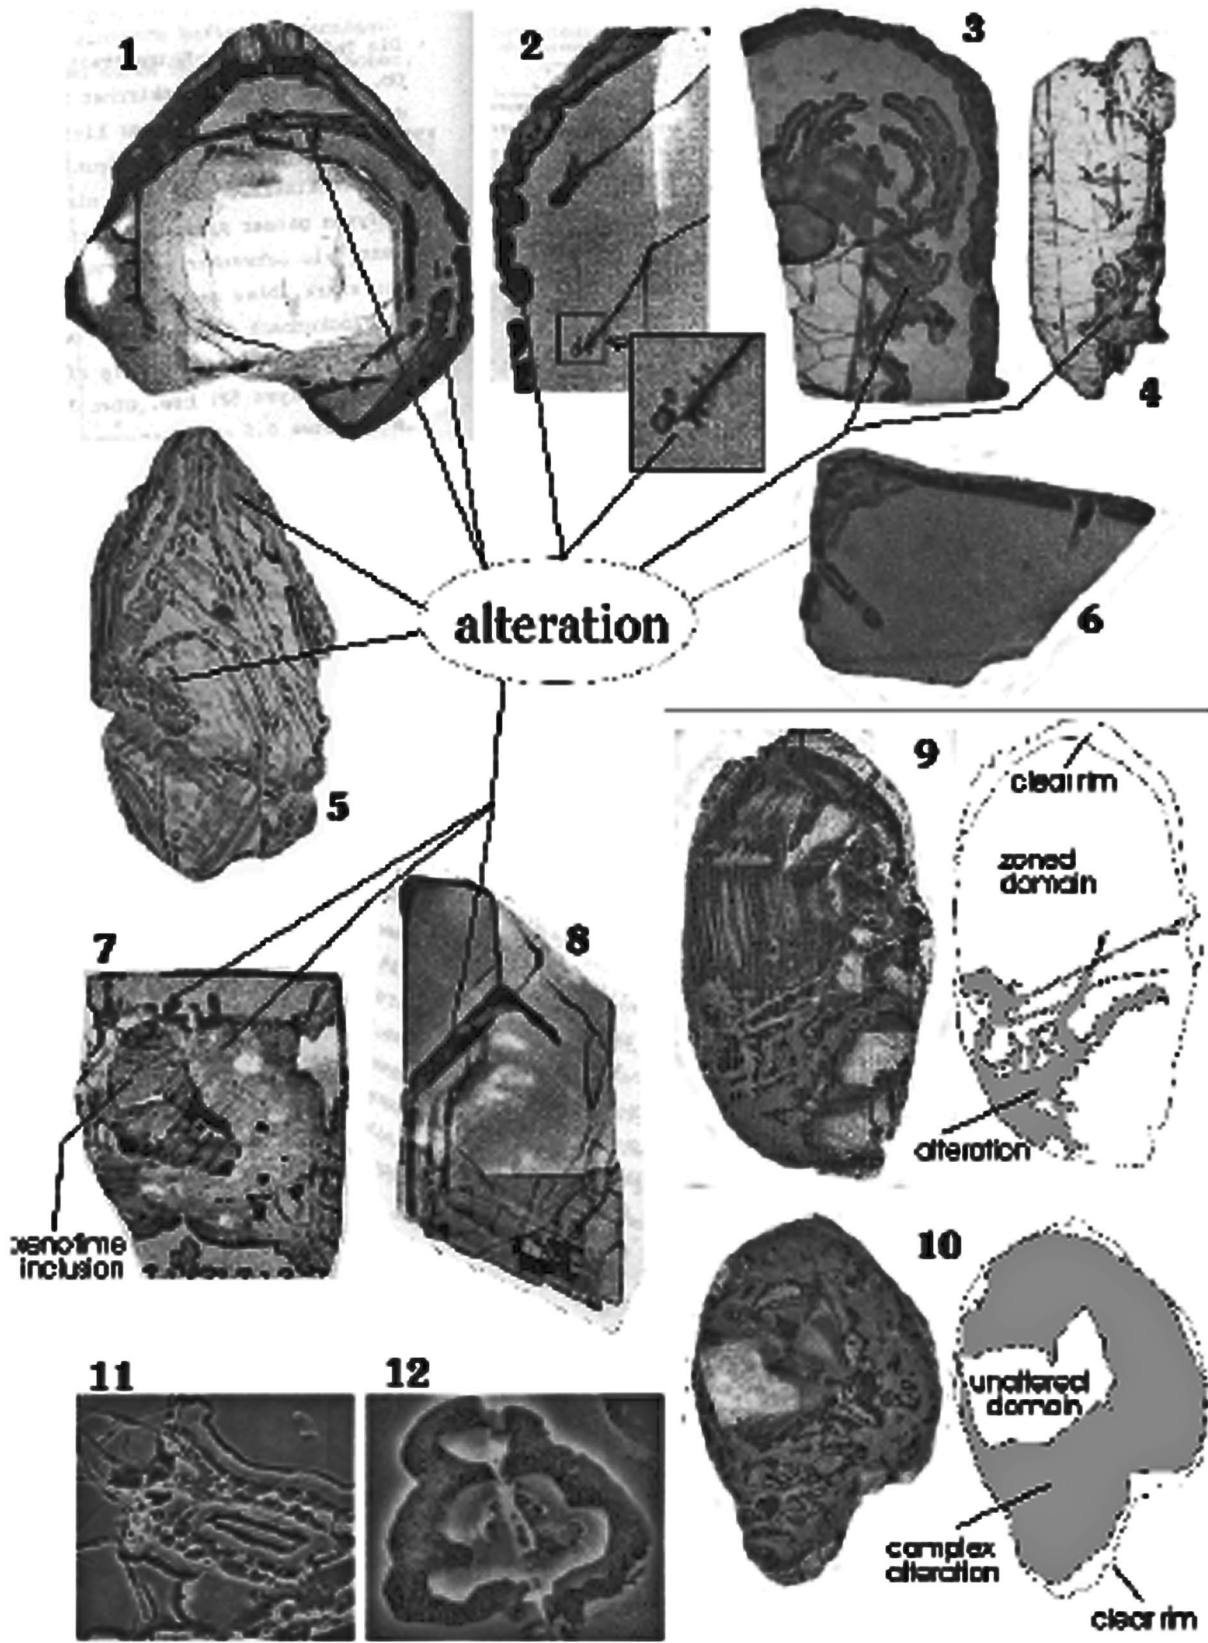 1
2
3
4
alteration
6
5
9
clear rim
zoned
domain
7
8
alteration
xenotime
inclusion
10
unaltered
domain
11
12
complex
alteration
clear rim